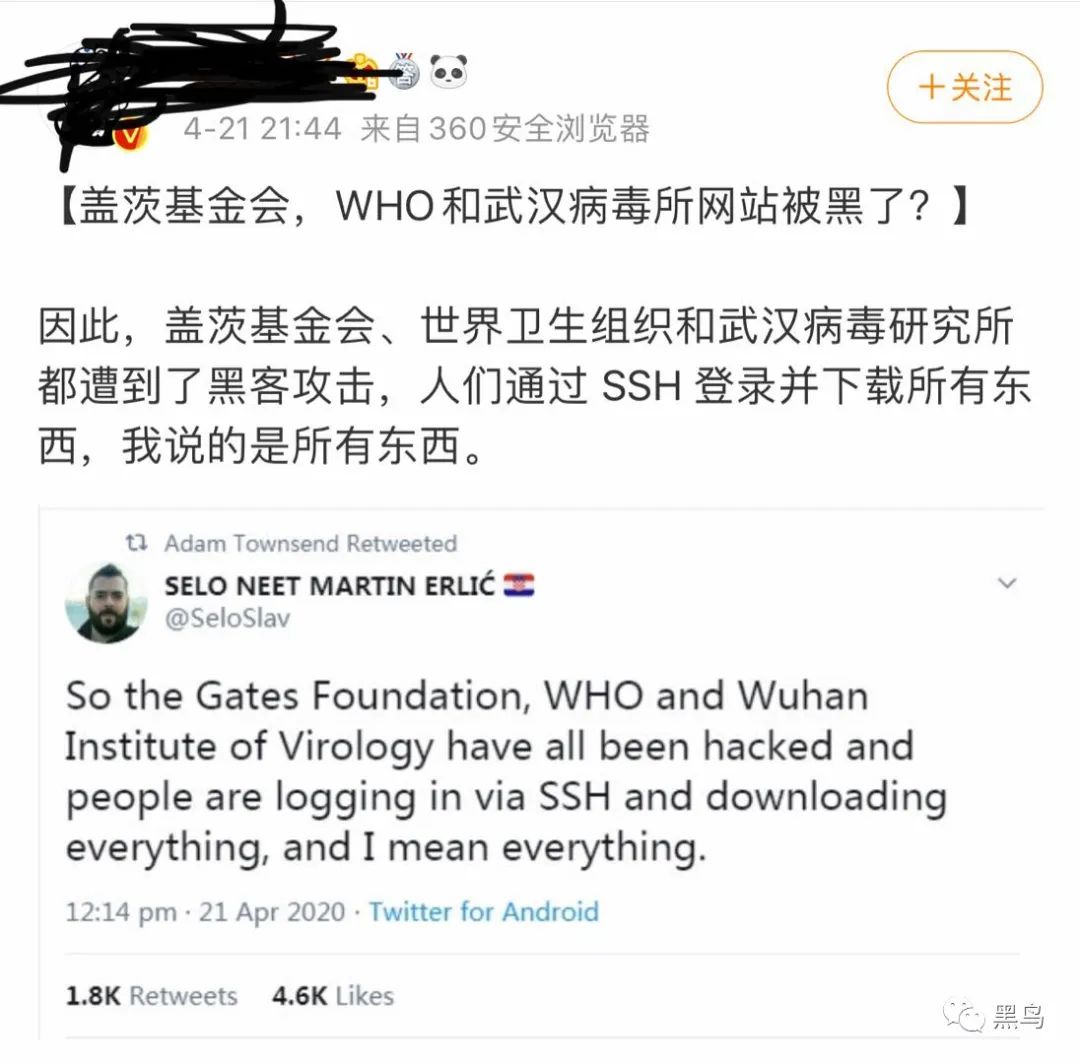 4-21 21:44 来自360安全浏览器
+关注
【盖茨基金会，WHO和武汉病毒所网站被黑了？】
因此，盖茨基金会、世界卫生组织和武汉病毒研究所
都遭到了黑客攻击，人们通过 SSH 登录并下载所有东
西，我说的是所有东西。
Adam Townsend Retweeted
SELO NEET MARTIN ERLIĆ
@SeloSlav
So the Gates Foundation, WHO and Wuhan
Institute of Virology have all been hacked and
people are logging in via SSH and downloading
everything, and I mean everything.
12:14 pm · 21 Apr 2020 · Twitter for Android
1.8K Retweets 4.6K Likes
黑鸟